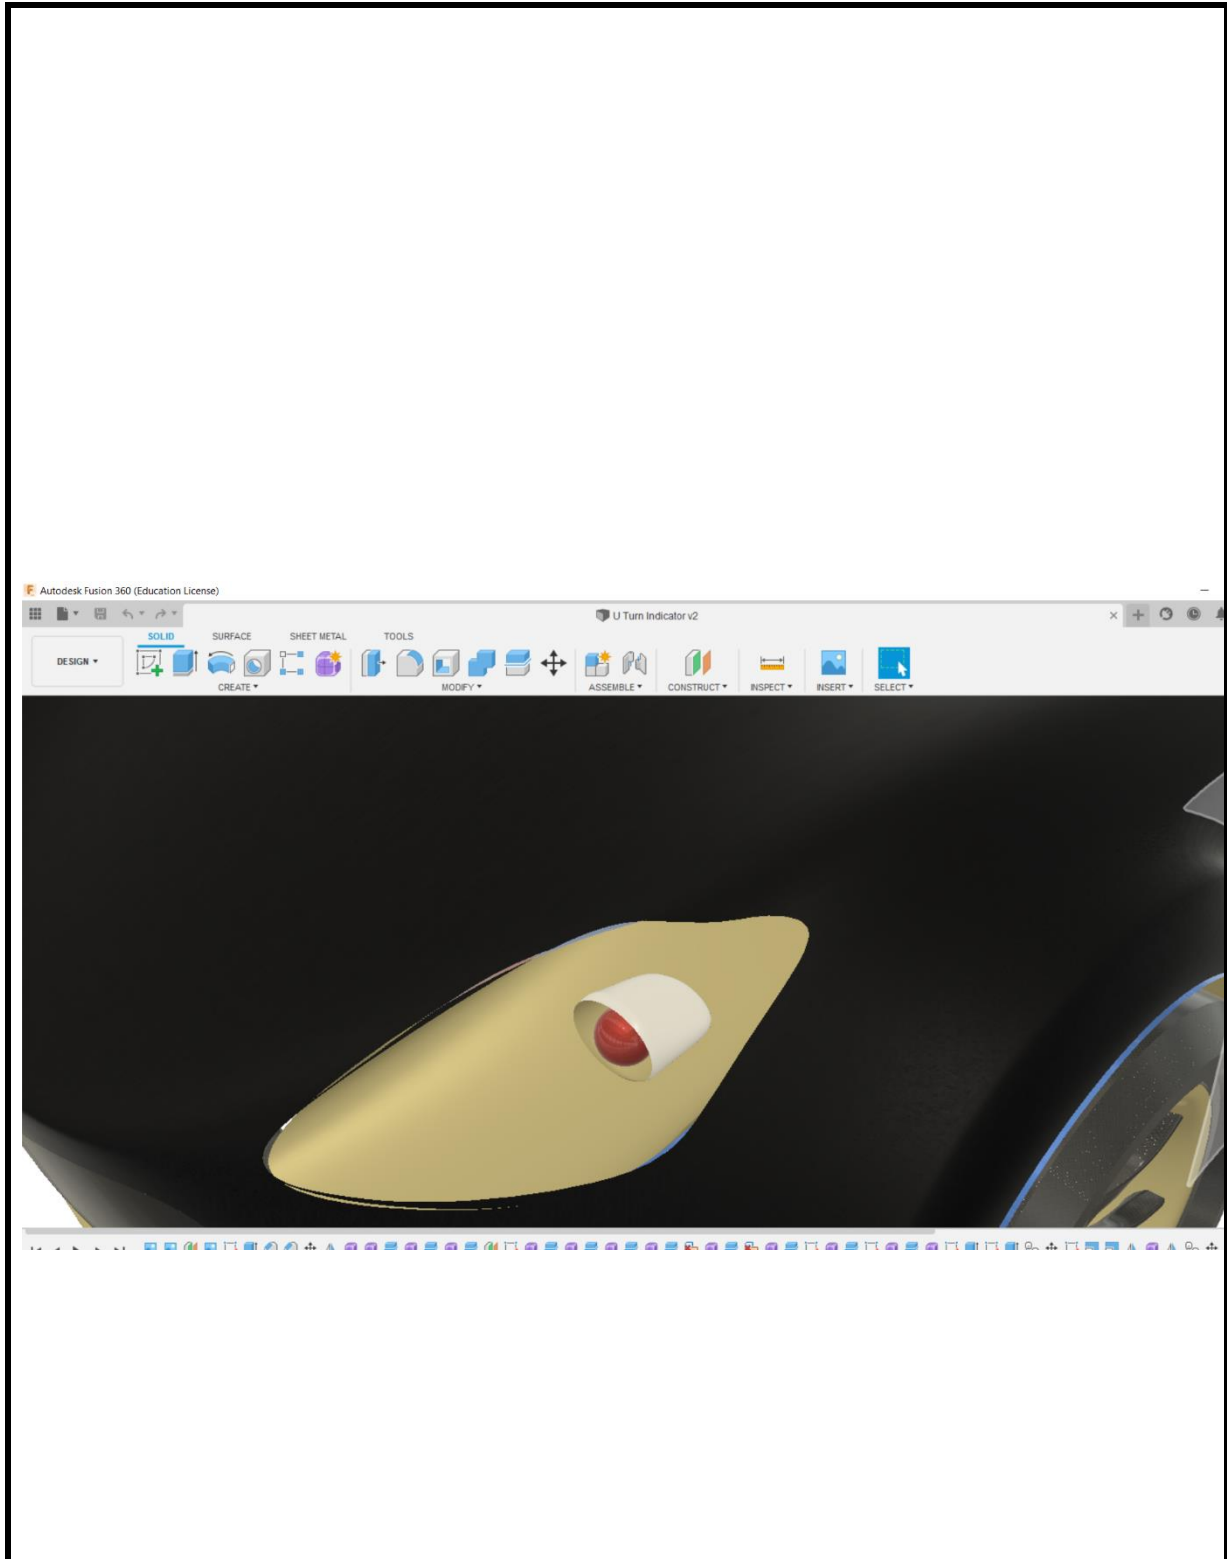 Autodesk Fusion 360 (Education License)
U Turn Indicator v2
SOLID SURFACE SHEET METAL TOOLS
DESIGN
CREATE MODIFY ASSEMBLE CONSTRUCT INSPECT INSERT SELECT